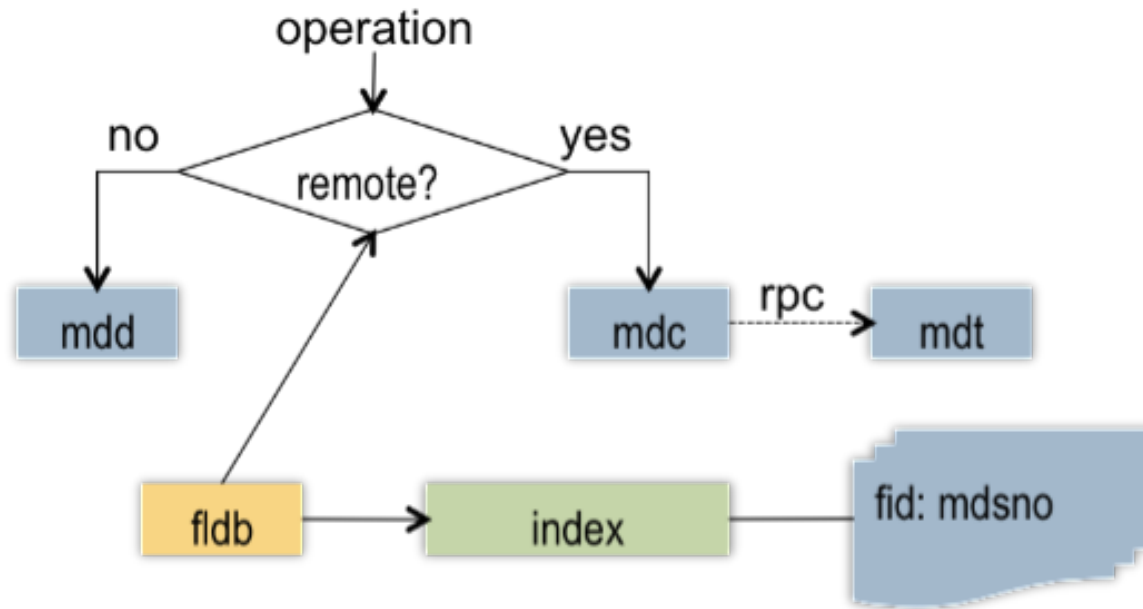 operation
no
yes
remote?
rpc
mdd
mdc
mdt
fldb
index
fid: mdsno